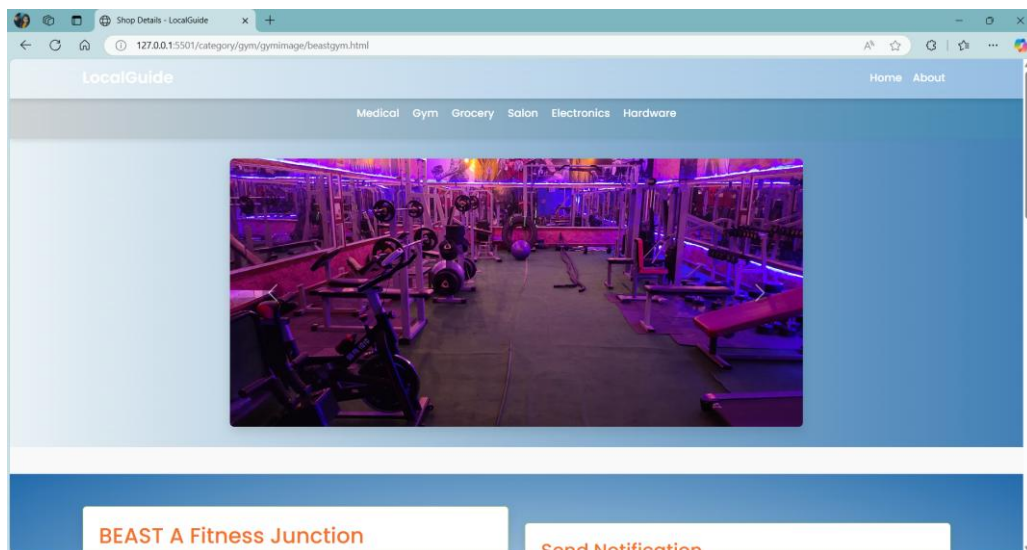 Shop Details - LocalGuide
127.0.0.1:5501/category/gym/gymimage/beastgym.html
LocalGuide
Home About
Medical Gym Grocery Salon Electronics Hardware
BEAST A Fitness Junction
Send Notification